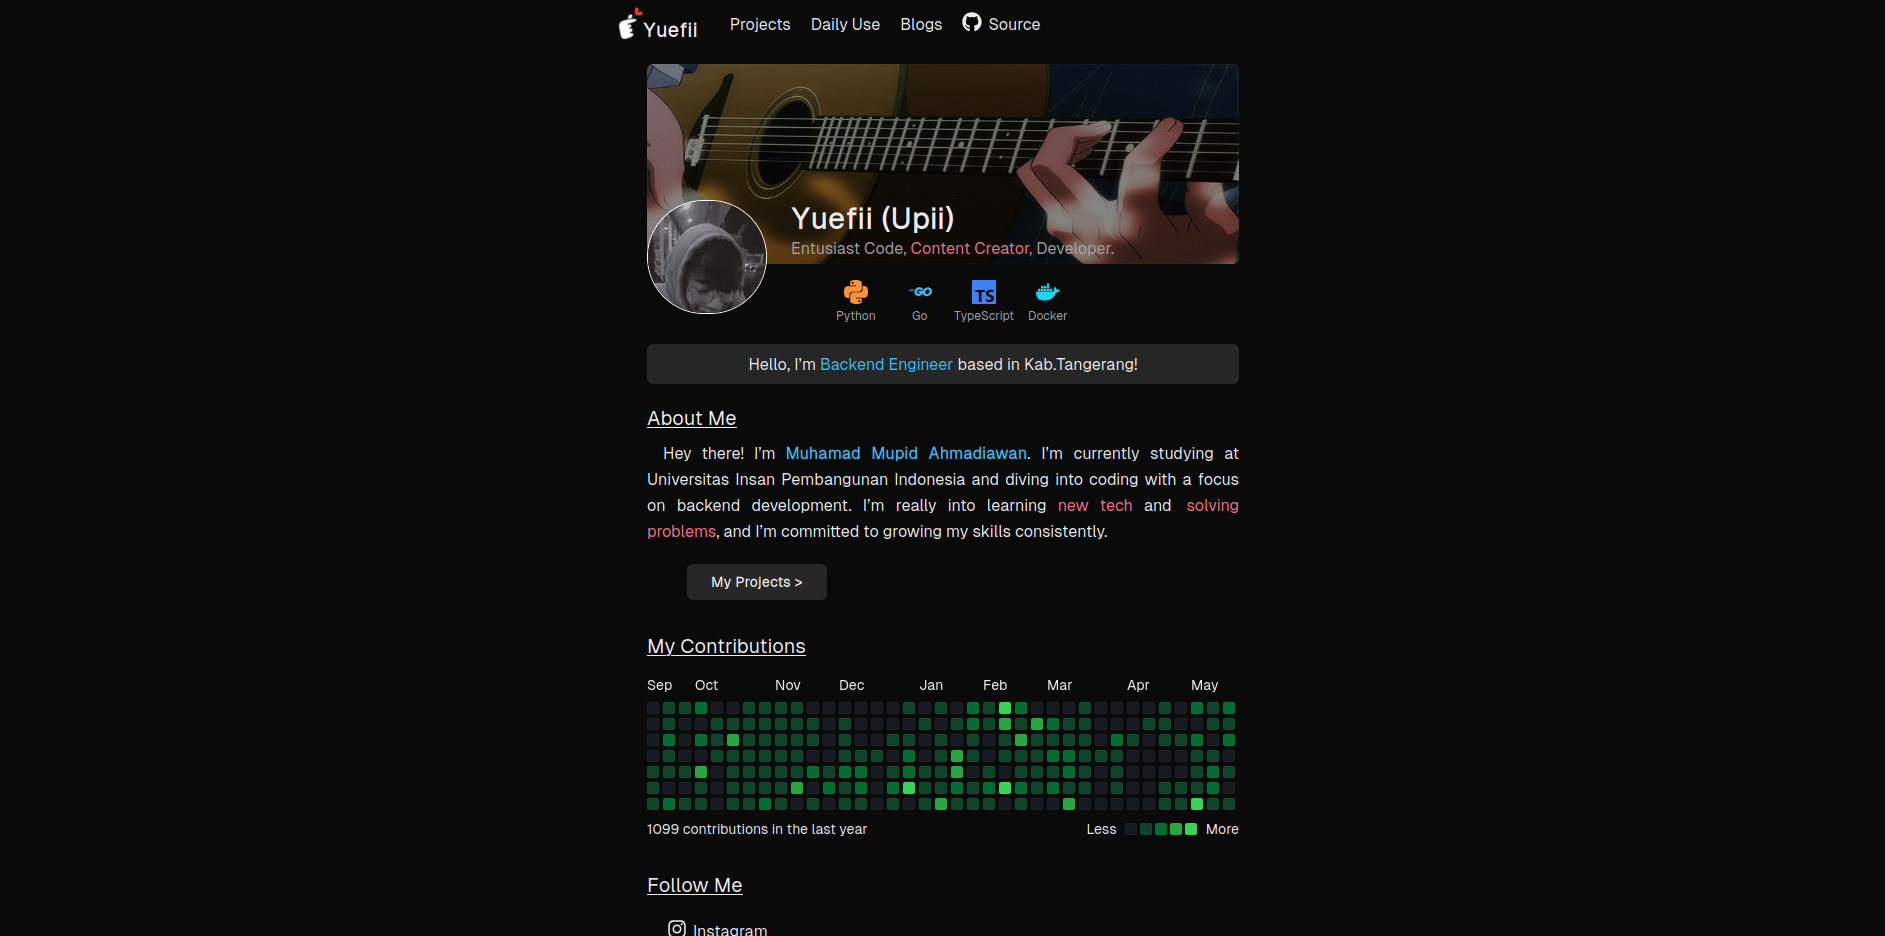 Yuefii Projects Daily Use Blogs Source
Yuefii (Upii)
Entusiast Code, Content Creator, Developer.
GO TS
Python Go TypeScript Docker
Hello, I’m Backend Engineer based in Kab.Tangerang!
About Me
Hey there! I’m Muhamad Mupid Ahmadiawan. I’m currently studying at
Universitas Insan Pembangunan Indonesia and diving into coding with a focus
on backend development. I’m really into learning new tech and solving
problems, and I’m committed to growing my skills consistently.
My Projects >
My Contributions
Sep Oct Nov Dec Jan Feb Mar Apr May
1099 contributions in the last year Less More
Follow Me
Instagram